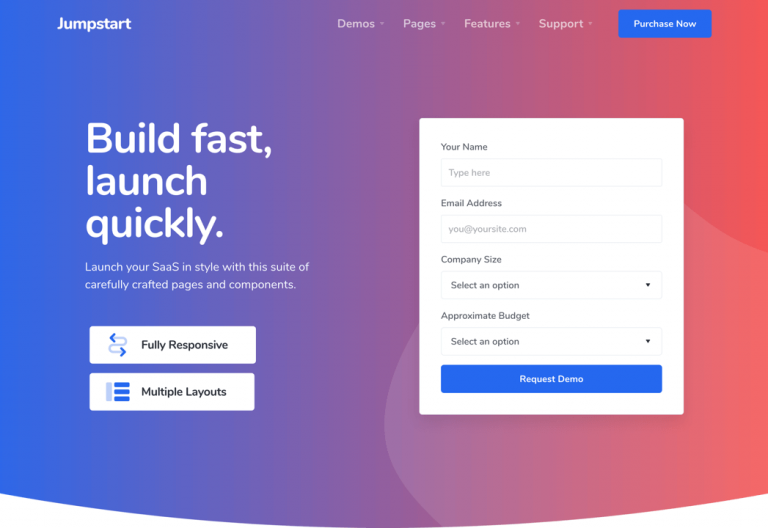 Jumpstart
Demos
Pages
Features
Support
Purchase Now
Build fast,
launch
quickly.
Launch your SaaS in style with this suite of
carefully crafted pages and components.
Fully Responsive
Multiple Layouts
Your Name
Type here
Email Address
you@yoursite.com
Company Size
Select an option
Approximate Budget
Select an option
Request Demo